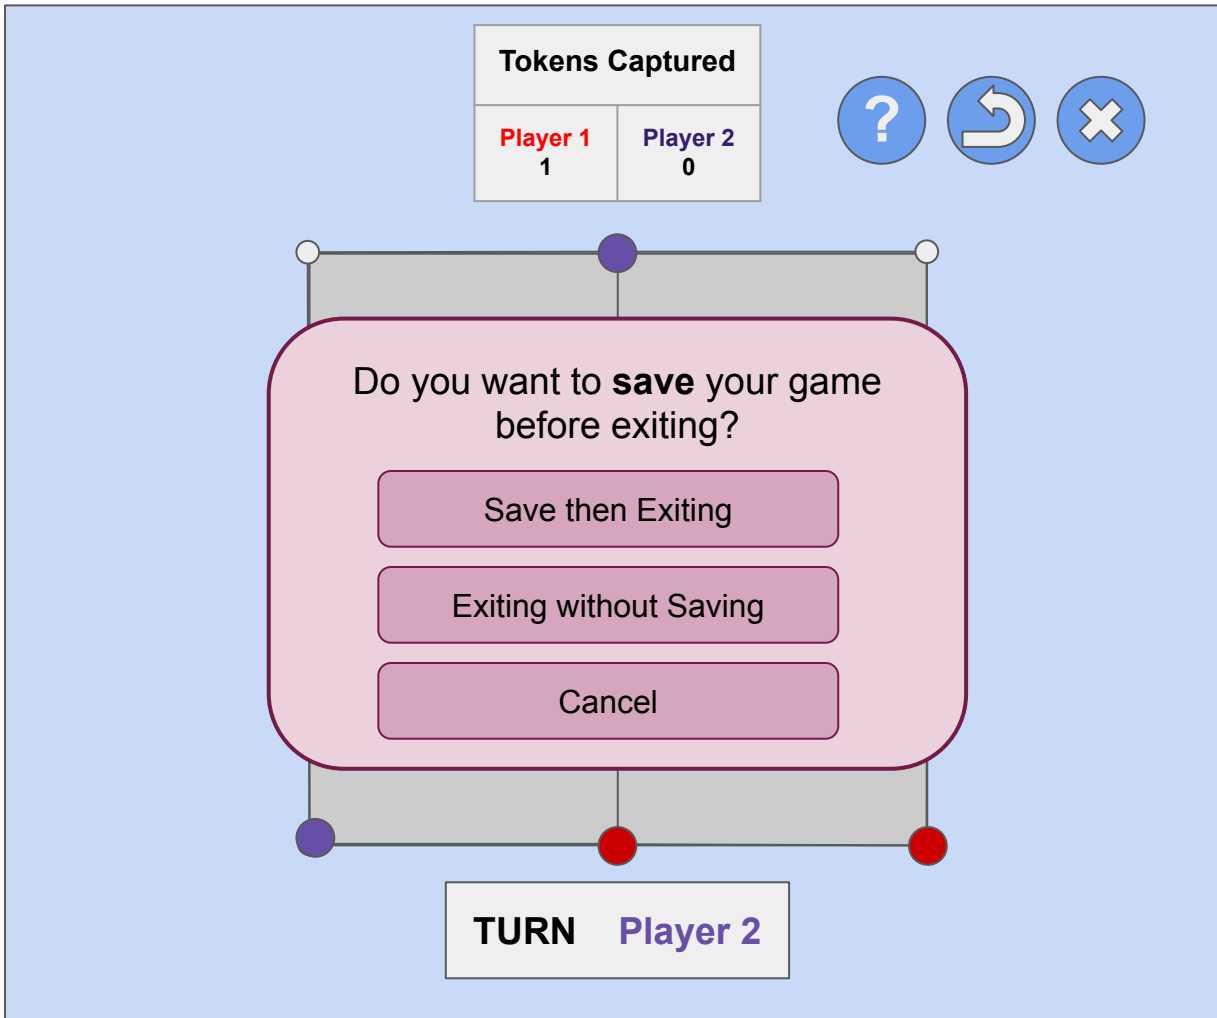 Tokens Captured
Player 1
1
Player 2
0
?
Do you want to save your game
before exiting?
Save then Exiting
Exiting without Saving
Cancel
TURN Player 2